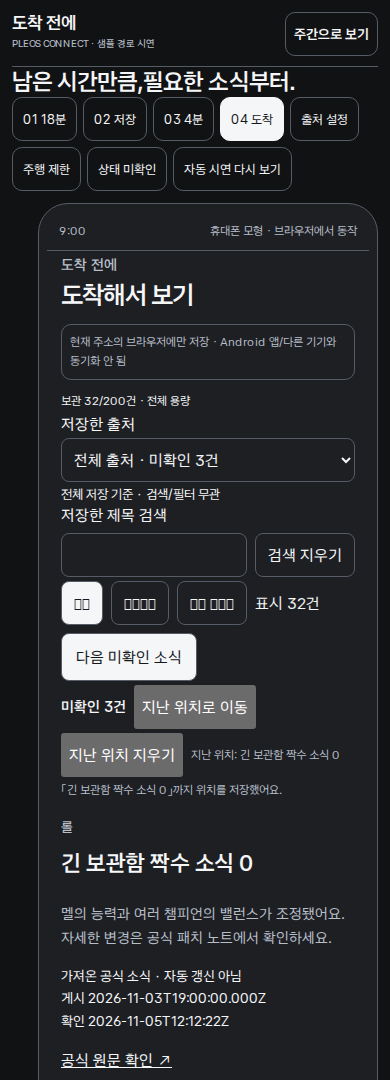 도착 전에
PLEOS CONNECT · 샘플 경로 시연
주간으로 보기
남은 시간만큼,필요한 소식부터.
01 18분
02 저장
03 4분
04 도착
출처 설정
주행 제한
상태 미확인
자동 시연 다시 보기
9:00
휴대폰 모형 · 브라우저에서 동작
도착 전에
도착해서 보기
현재 주소의 브라우저에만 저장 · Android 앱/다른 기기와
동기화 안 됨
보관 32/200건 · 전체 용량
저장한 출처
전체 출처 · 미확인 3건
전체 저장 기준 · 검색/필터 무관
저장한 제목 검색
검색 지우기
표시 32건
다음 미확인 소식
미확인 3건
지난 위치로 이동
지난 위치 지우기
지난 위치: 긴 보관함 짝수 소식 0
「긴 보관함 짝수 소식 0」까지 위치를 저장했어요.
롤
긴 보관함 짝수 소식 0
멜의 능력과 여러 챔피언의 밸런스가 조정됐어요.
자세한 변경은 공식 패치 노트에서 확인하세요.
가져온 공식 소식 · 자동 갱신 아님
게시 2026-11-03T19:00:00.000Z
확인 2026-11-05T12:12:22Z
공식 원문 확인 ↗